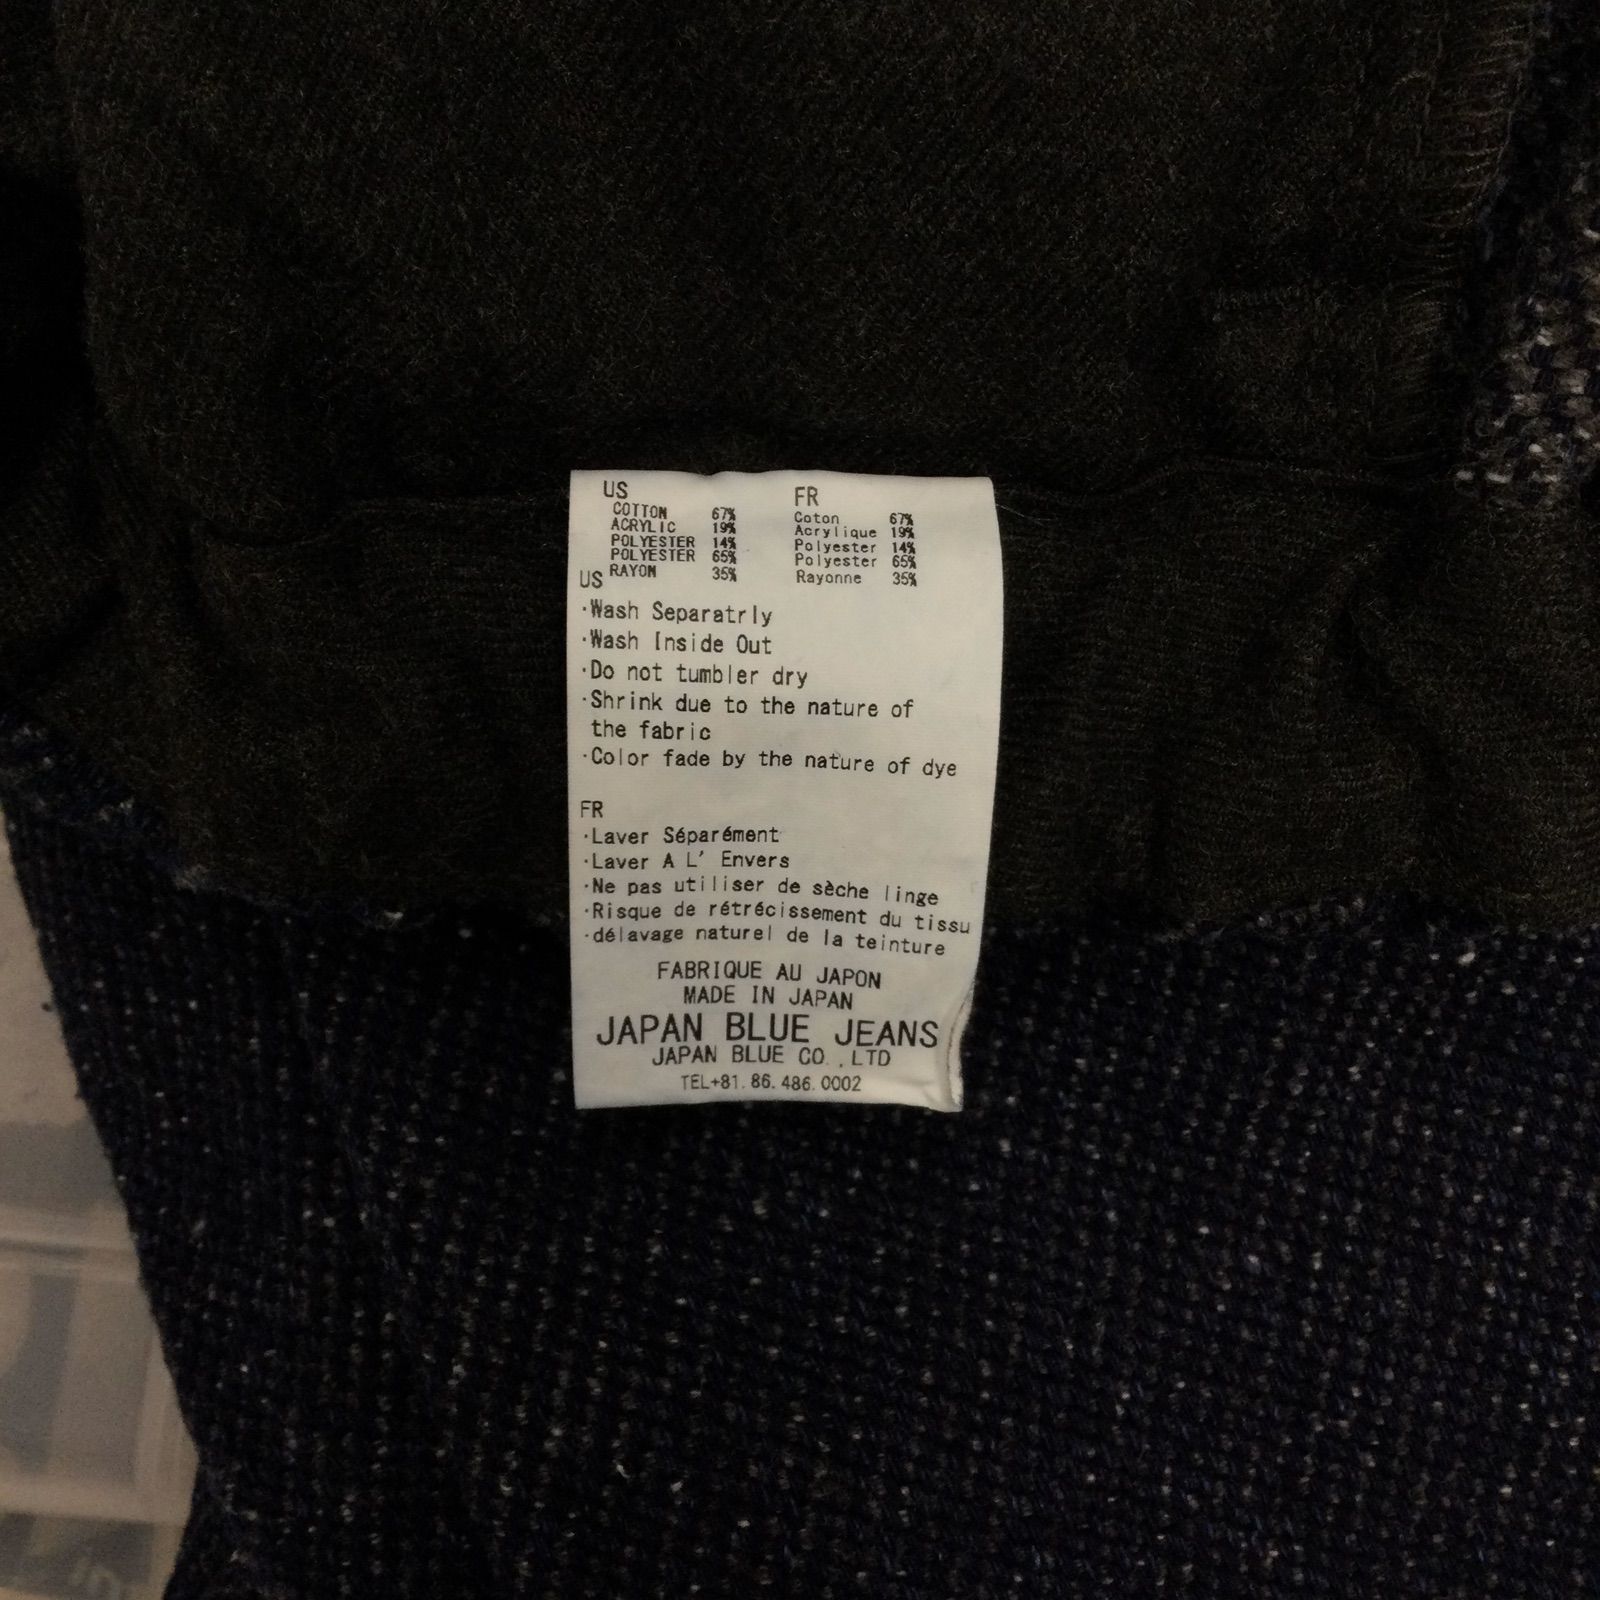 US
COTTON 67%
ACRYLIC 19%
POLYESTER 14%
POLYESTER 65%
RAYON 35%
FR
Coton 67%
Acrylique 19%
Polyester 14%
Polyester 65%
Rayonne 35%
US
·Wash Separatrly
·Wash Inside Out
·Do not tumbler dry
·Shrink due to the nature of
the fabric
·Color fade by the nature of dye
FR
·Laver Séparément
·Laver A L' Envers
·Ne pas utiliser de sèche linge
·Risque de rétrécissement du tissu
·délavage naturel de la teinture
FABRIQUE AU JAPON
MADE IN JAPAN
JAPAN BLUE JEANS
JAPAN BLUE CO.,LTD
TEL+81.86.486.0002